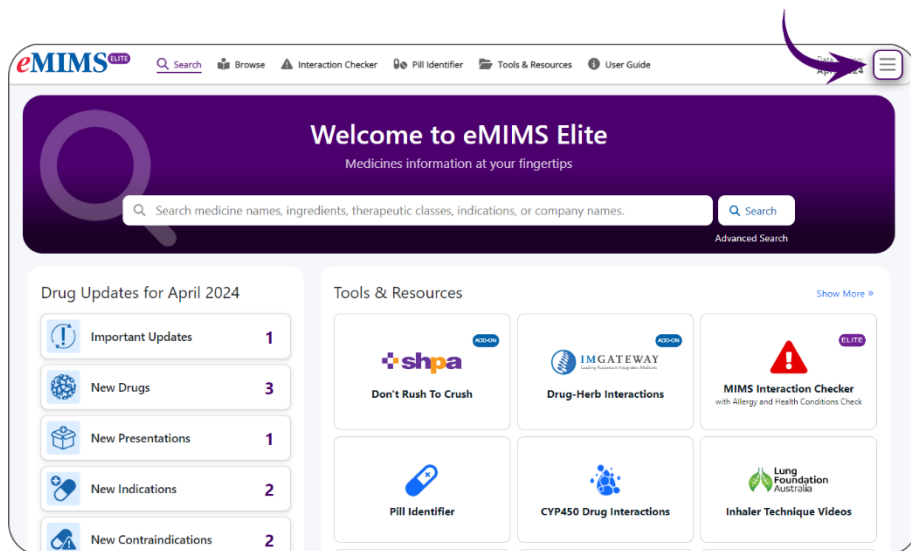 eMIMS ELITE
Search Browse Interaction Checker Pill Identifier Tools & Resources User Guide
Welcome to eMIMS Elite
Medicines information at your fingertips
Search medicine names, ingredients, therapeutic classes, indications, or company names.
Search
Advanced Search
Drug Updates for April 2024
Important Updates 1
New Drugs 3
New Presentations 1
New Indications 2
New Contraindications 2
Tools & Resources
Show More »
ADD-ON
shpa
Don't Rush To Crush
ADD-ON
IMGATEWAY
Drug-Herb Interactions
ELITE
MIMS Interaction Checker
with Allergy and Health Conditions Check
Pill Identifier
CYP450 Drug Interactions
Lung
Foundation
Australia
Inhaler Technique Videos